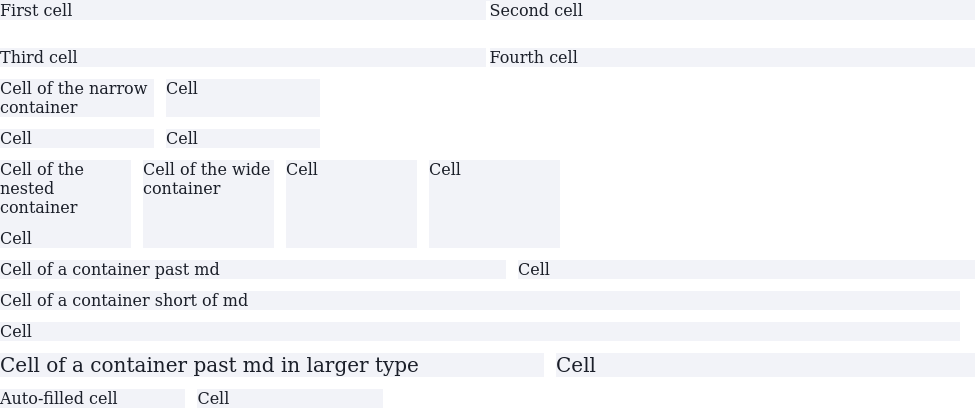 First cell
Second cell
Third cell
Fourth cell
Cell of the narrow
container
Cell
Cell
Cell
Cell of the
nested
container
Cell
Cell of the wide
container
Cell
Cell
Cell of a container past md
Cell
Cell of a container short of md
Cell
Cell of a container past md in larger type
Cell
Auto-filled cell
Cell